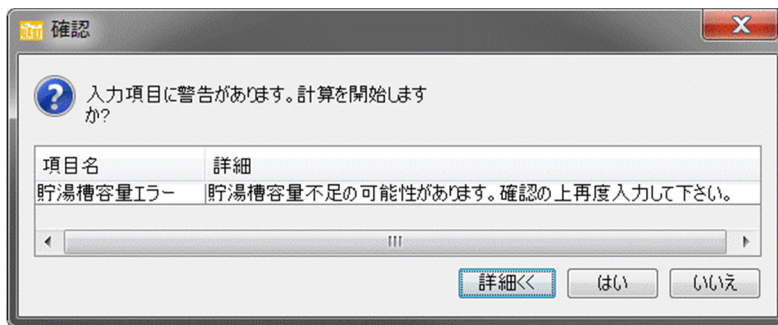 確認
入力項目に警告があります。計算を開始します
か?
項目名 詳細
貯湯槽容量エラー 貯湯槽容量不足の可能性があります。確認の上再度入力して下さい。
詳細<< はい いいえ